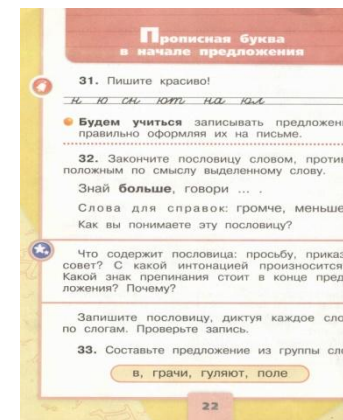 Прописная буква
в начале предложения
31. Пишите красиво!
н ю сн ют на юл
Будем учиться записывать предложен
правильно оформляя их на письме.
32. Закончите пословицу словом, проти
положным по смыслу выделенному слову.
Знай больше, говори ... .
Слова для справок: громче, меньше
Как вы понимаете эту пословицу?
Что содержит пословица: просьбу, приказ
совет? С какой интонацией произносится
Какой знак препинания стоит в конце пред
ложения? Почему?
Запишите пословицу, диктуя каждое сло
по слогам. Проверьте запись.
33. Составьте предложение из группы сл
в, грачи, гуляют, поле
22